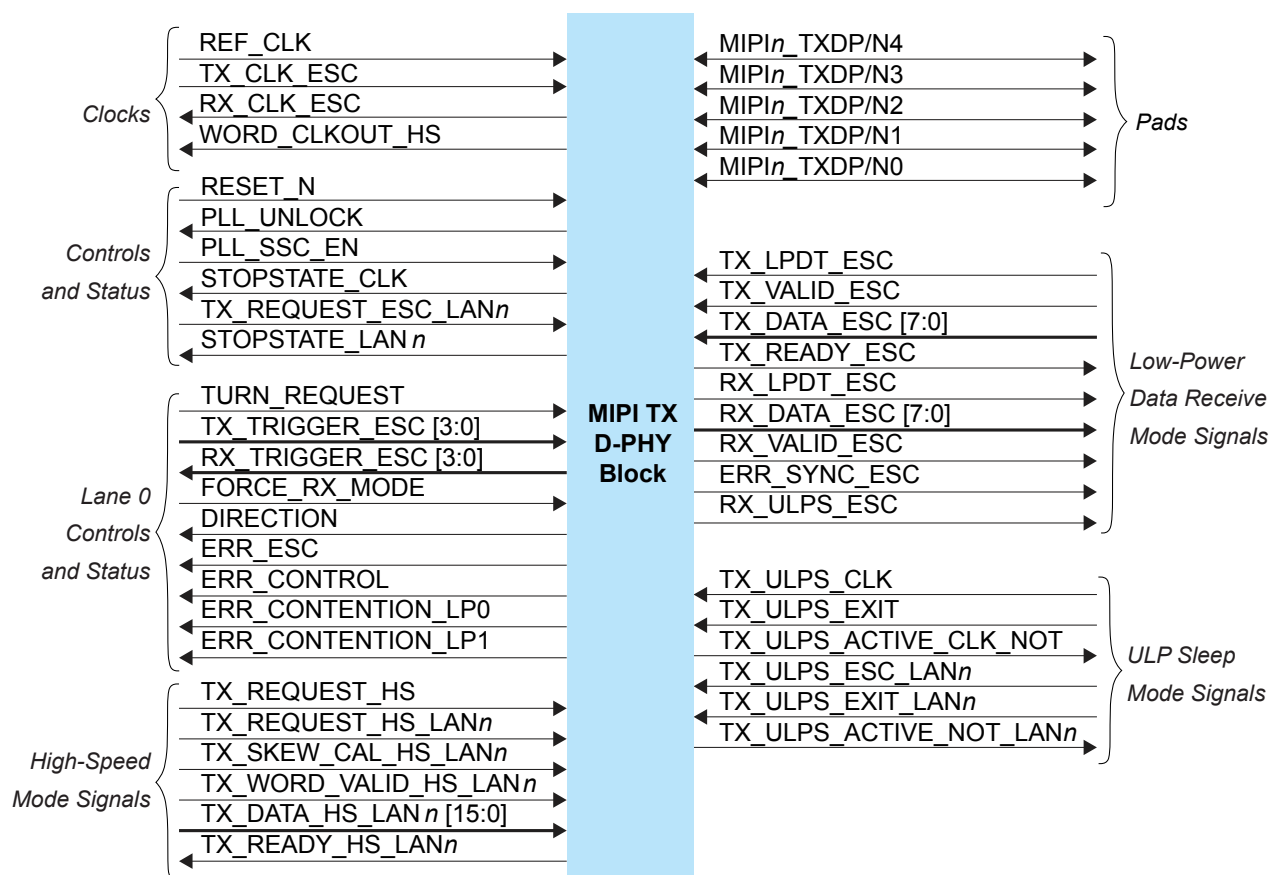 REF_CLK
TX_CLK_ESC
RX_CLK_ESC
WORD_CLKOUT_HS
Clocks
RESET_N
PLL_UNLOCK
PLL_SSC_EN
STOPSTATE_CLK
TX_REQUEST_ESC_LANn
STOPSTATE_LANn
Controls
and Status
TURN_REQUEST
TX_TRIGGER_ESC [3:0]
RX_TRIGGER_ESC [3:0]
FORCE_RX_MODE
DIRECTION
ERR_ESC
ERR_CONTROL
ERR_CONTENTION_LP0
ERR_CONTENTION_LP1
Lane 0
Controls
and Status
TX_REQUEST_HS
TX_REQUEST_HS_LANn
TX_SKEW_CAL_HS_LANn
TX_WORD_VALID_HS_LANn
TX_DATA_HS_LANn [15:0]
TX_READY_HS_LANn
High-Speed
Mode Signals
MIPI TX
D-PHY
Block
MIPIn_TXDP/N4
MIPIn_TXDP/N3
MIPIn_TXDP/N2
MIPIn_TXDP/N1
MIPIn_TXDP/N0
Pads
TX_LPDT_ESC
TX_VALID_ESC
TX_DATA_ESC [7:0]
TX_READY_ESC
RX_LPDT_ESC
RX_DATA_ESC [7:0]
RX_VALID_ESC
ERR_SYNC_ESC
RX_ULPS_ESC
Low-Power
Data Receive
Mode Signals
TX_ULPS_CLK
TX_ULPS_EXIT
TX_ULPS_ACTIVE_CLK_NOT
TX_ULPS_ESC_LANn
TX_ULPS_EXIT_LANn
TX_ULPS_ACTIVE_NOT_LANn
ULP Sleep
Mode Signals